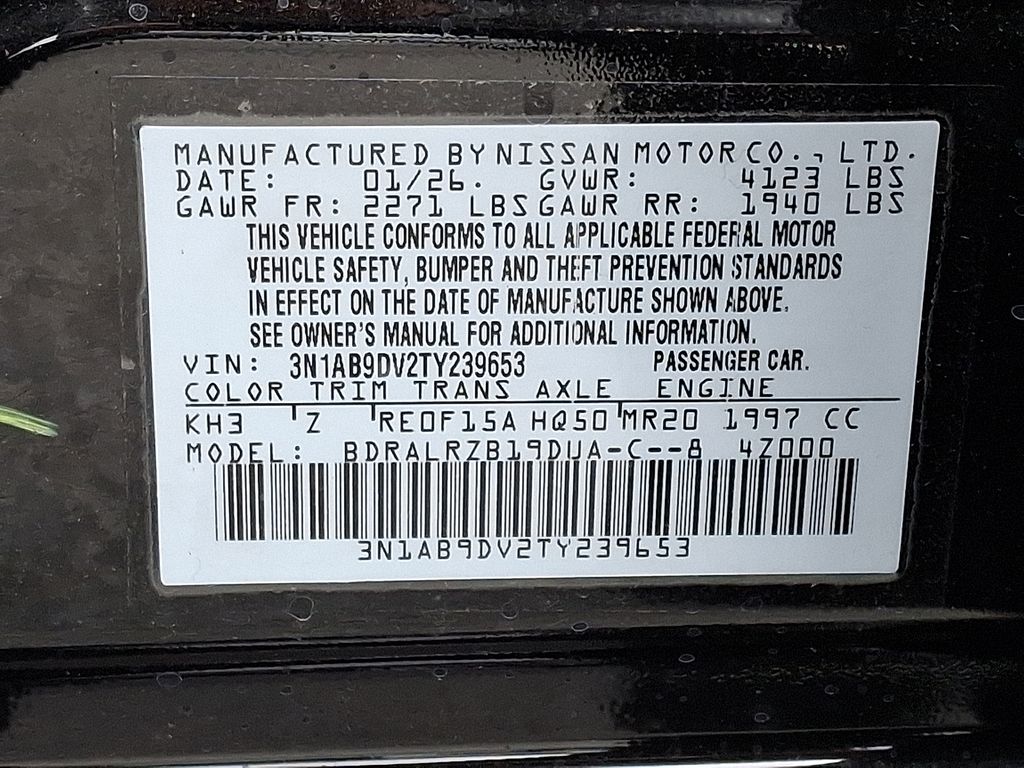 MANUFACTURED BY NISSAN MOTOR CO., LTD.
DATE: 01/26. GVWR: 4123 LBS
GAWR FR: 2271 LBS GAWR RR: 1940 LBS
THIS VEHICLE CONFORMS TO ALL APPLICABLE FEDERAL MOTOR
VEHICLE SAFETY, BUMPER AND THEFT PREVENTION STANDARDS
IN EFFECT ON THE DATE OF MANUFACTURE SHOWN ABOVE.
SEE OWNER'S MANUAL FOR ADDITIONAL INFORMATION.
VIN: 3N1AB9DV2TY239653 PASSENGER CAR.
COLOR TRIM TRANS AXLE ENGINE
KH3 Z RE0F15A HQ50 MR20 1997 CC
MODEL: BDRALRZB19DUA-C--8 4Z000
3N1AB9DV2TY239653